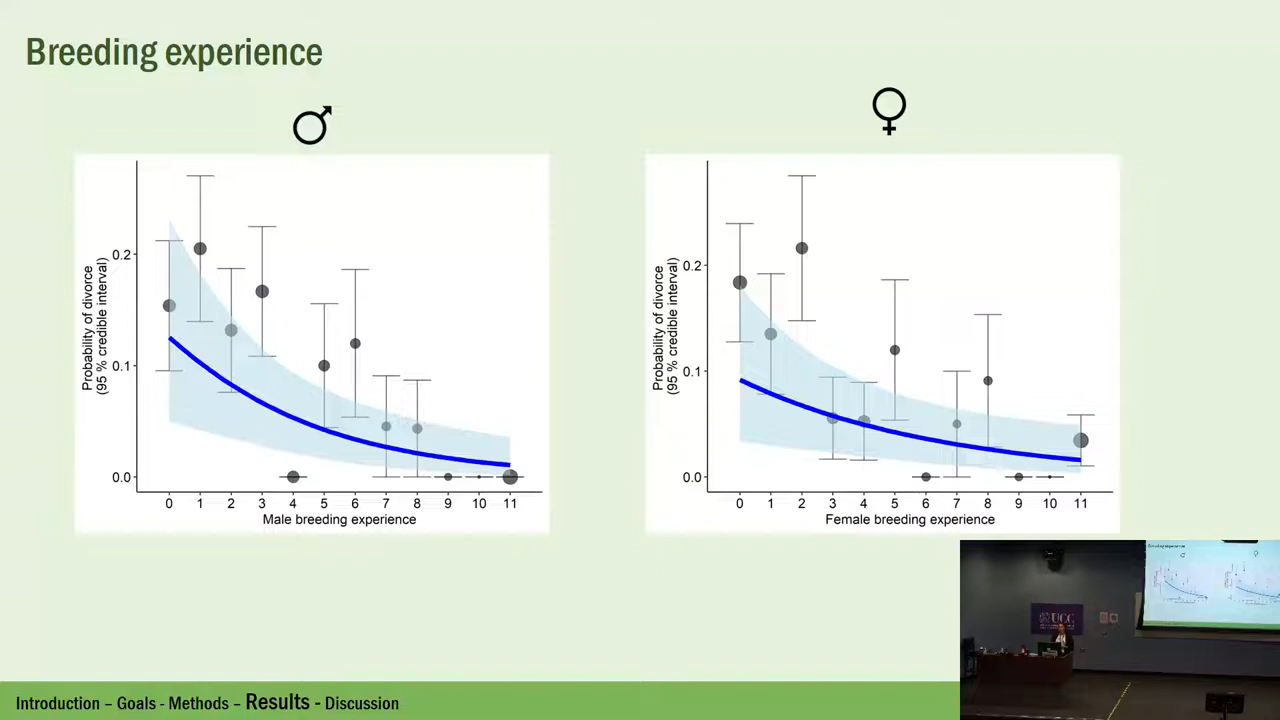 Breeding experience
♂
♀
Probability of divorce
(95 % credible interval)
0.2
0.1
0.0
0 1 2 3 4 5 6 7 8 9 10 11
Male breeding experience
Probability of divorce
(95 % credible interval)
0.2
0.1
0.0
0 1 2 3 4 5 6 7 8 9 10 11
Female breeding experience
UCC
Introduction – Goals - Methods – Results - Discussion